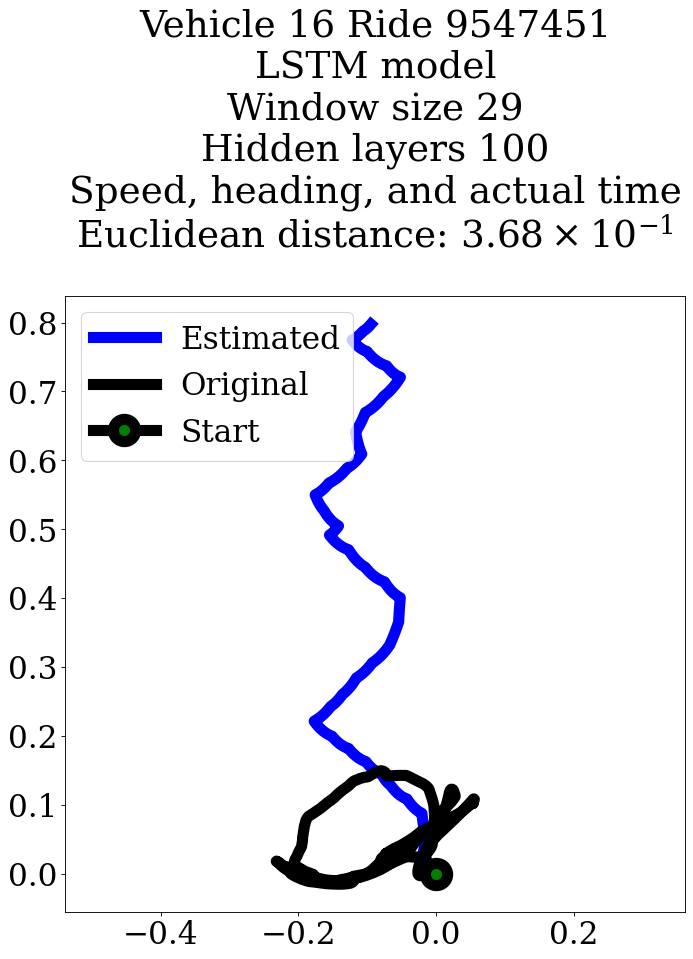 Vehicle 16 Ride 9547451
LSTM model
Window size 29
Hidden layers 100
Speed, heading, and actual time
Euclidean distance: 3.68 × 10⁻¹
Estimated
Original
Start
0.8
0.7
0.6
0.5
0.4
0.3
0.2
0.1
0.0
−0.4 −0.2 0.0 0.2